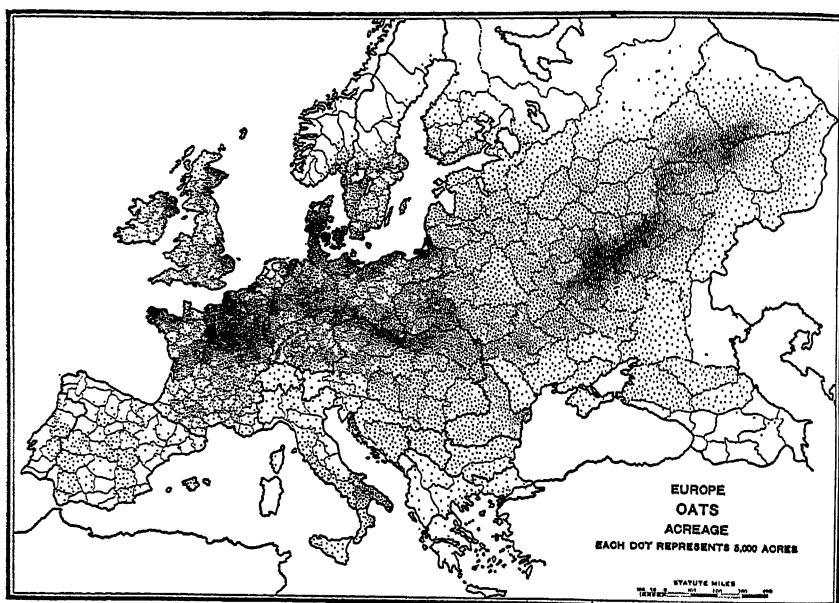 EUROPE
OATS
ACREAGE
EACH DOT REPRESENTS 5,000 ACRES
STATUTE MILES